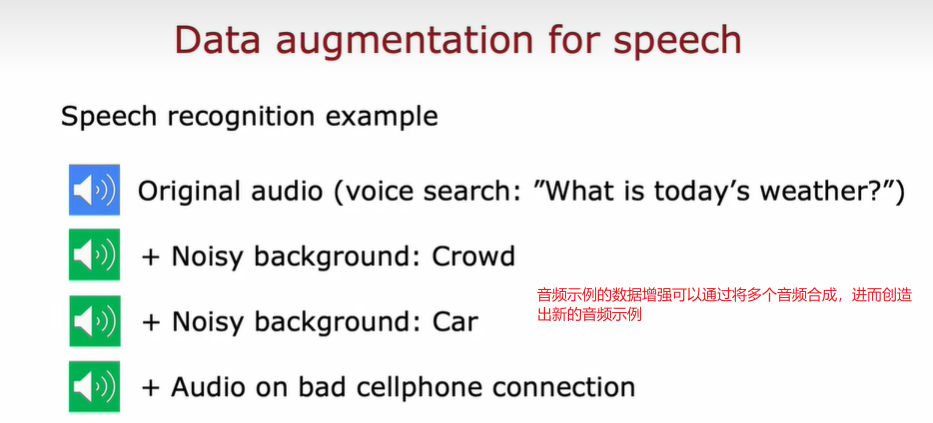 Data augmentation for speech
Speech recognition example
Original audio (voice search: ”What is today’s weather?”)
+ Noisy background: Crowd
+ Noisy background: Car
音频示例的数据增强可以通过将多个音频合成，进而创造
出新的音频示例
+ Audio on bad cellphone connection